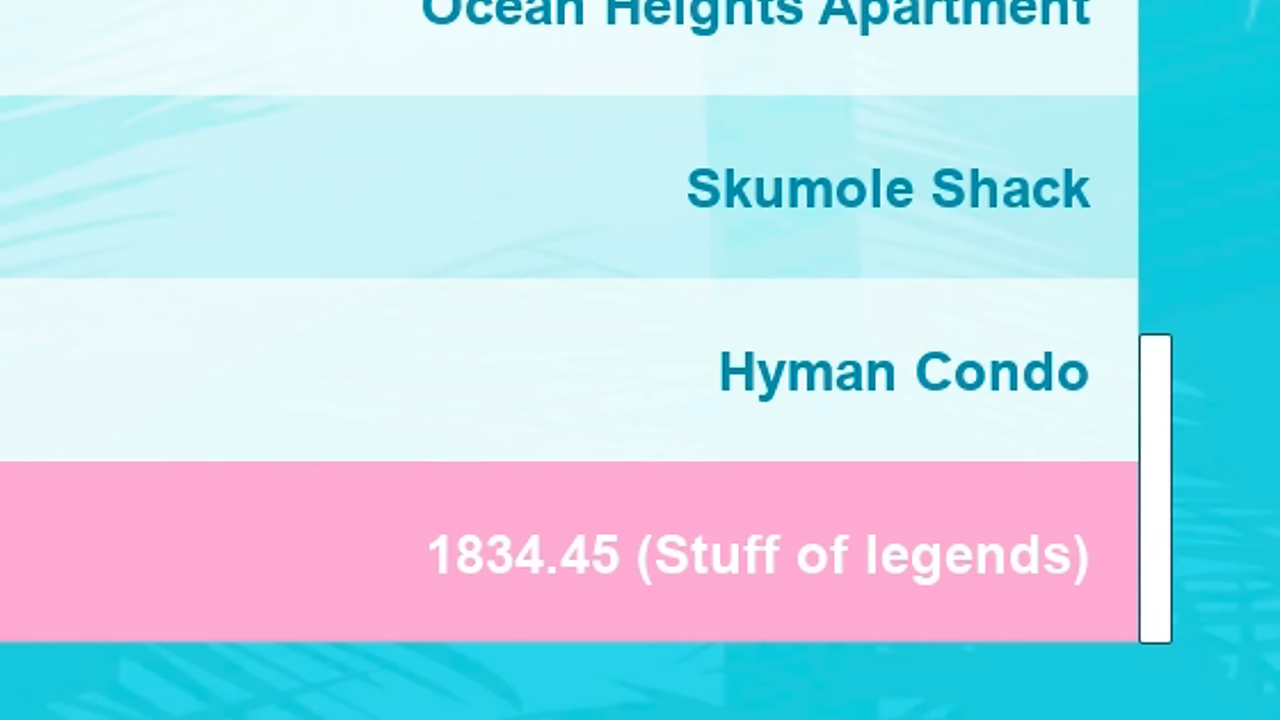 Ocean Heights Apartment
Skumole Shack
Hyman Condo
1834.45 (Stuff of legends)